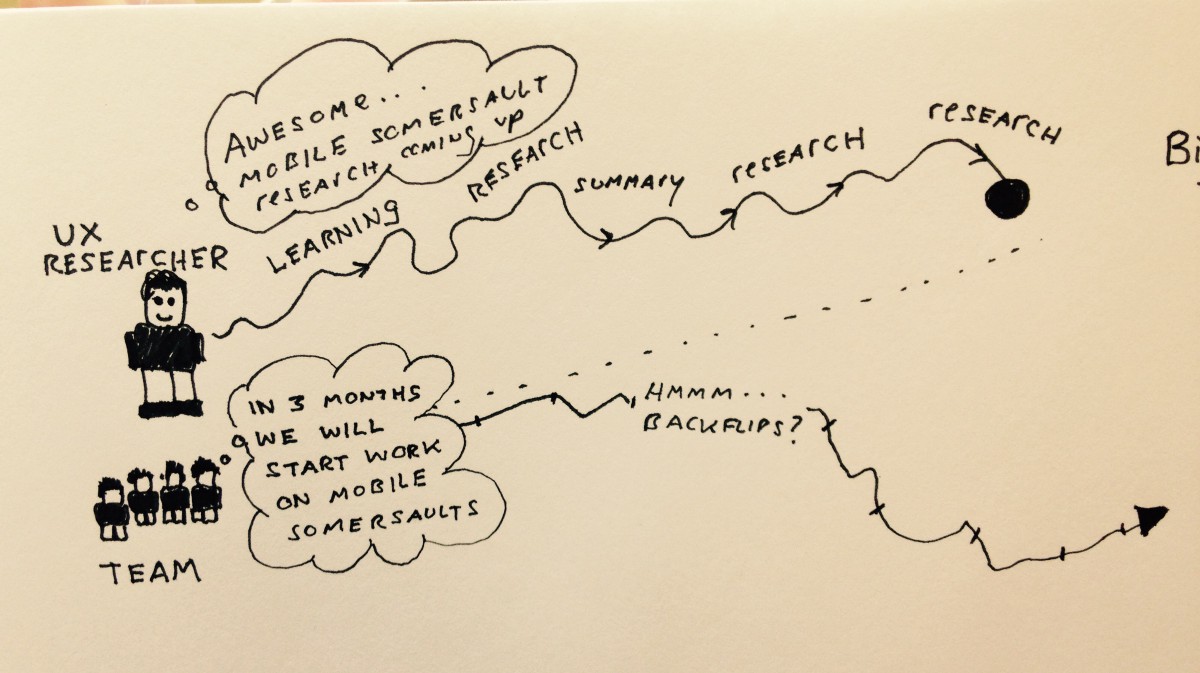 AWESOME...
MOBILE SOMERSAULT
research coming up
UX
RESEARCHER
LEARNING
RESEARCH
SUMMARY
research
research
Bi
IN 3 MONTHS
WE WILL
START WORK
ON MOBILE
SOMERSAULTS
TEAM
HMMM...
BACKFLIPS?